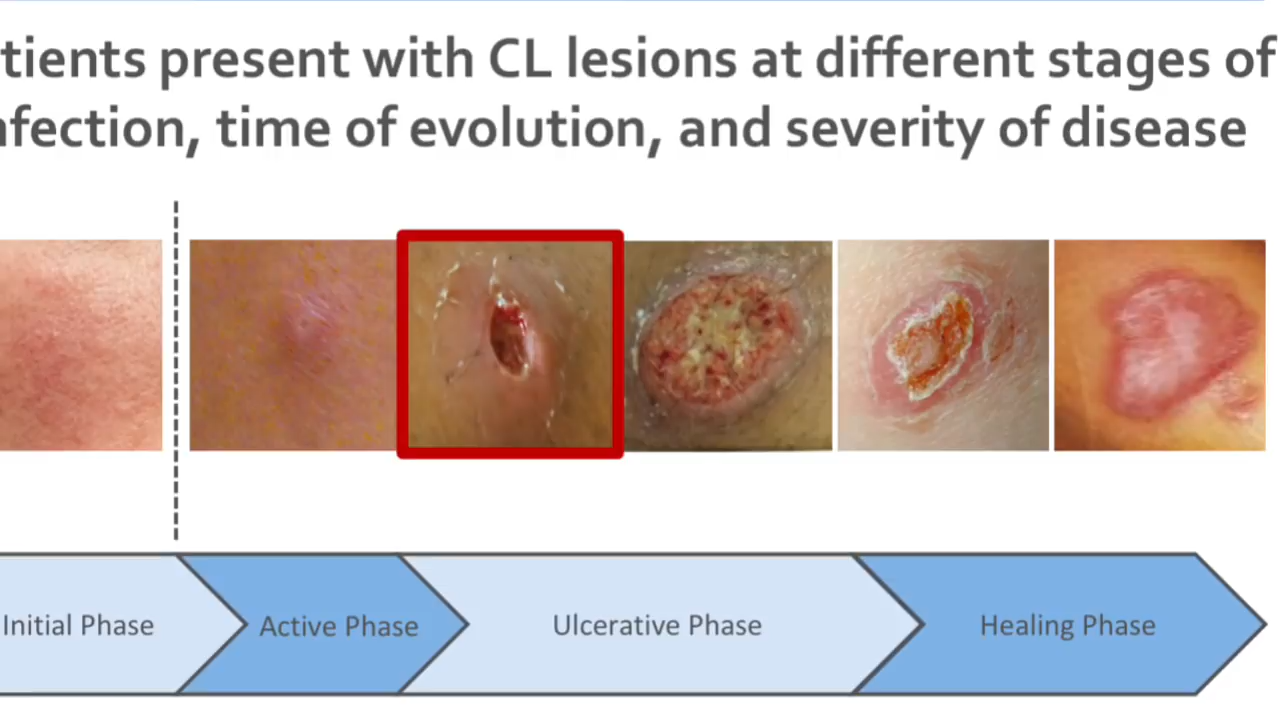 tients present with CL lesions at different stages of
nfection, time of evolution, and severity of disease
Initial Phase
Active Phase
Ulcerative Phase
Healing Phase